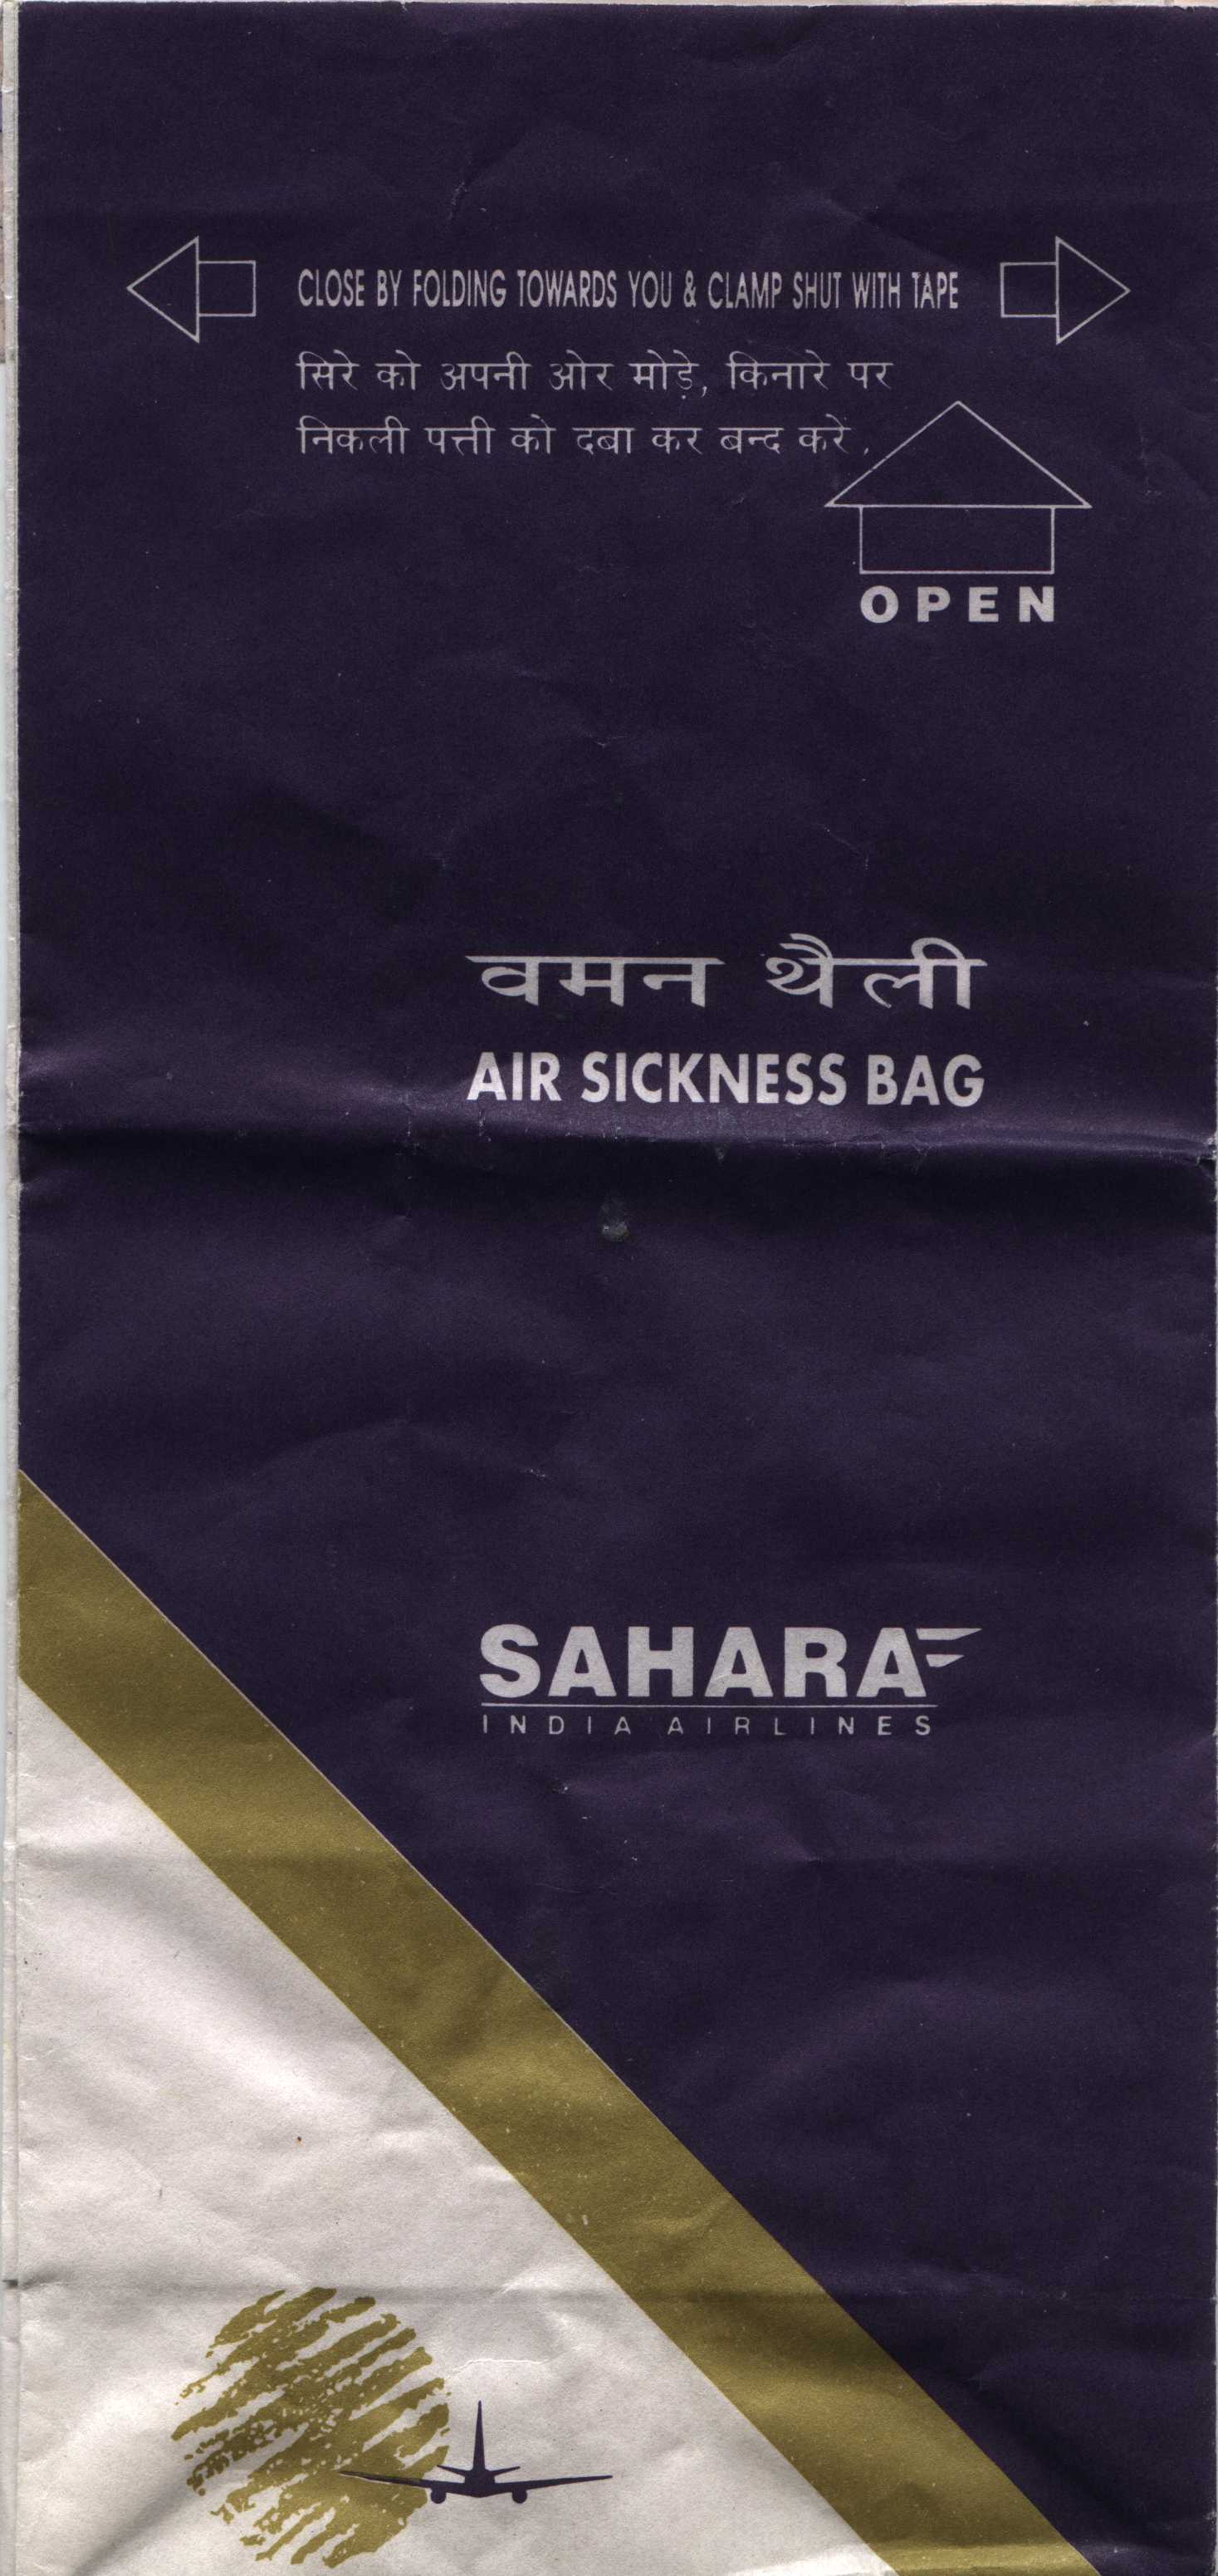 CLOSE BY FOLDING TOWARDS YOU & CLAMP SHUT WITH TAPE
सिरे को अपनी ओर मोड़े, किनारे पर
निकली पत्ती को दबा कर बन्द करें.
OPEN
वमन थैली
AIR SICKNESS BAG
SAHARA
INDIA AIRLINES